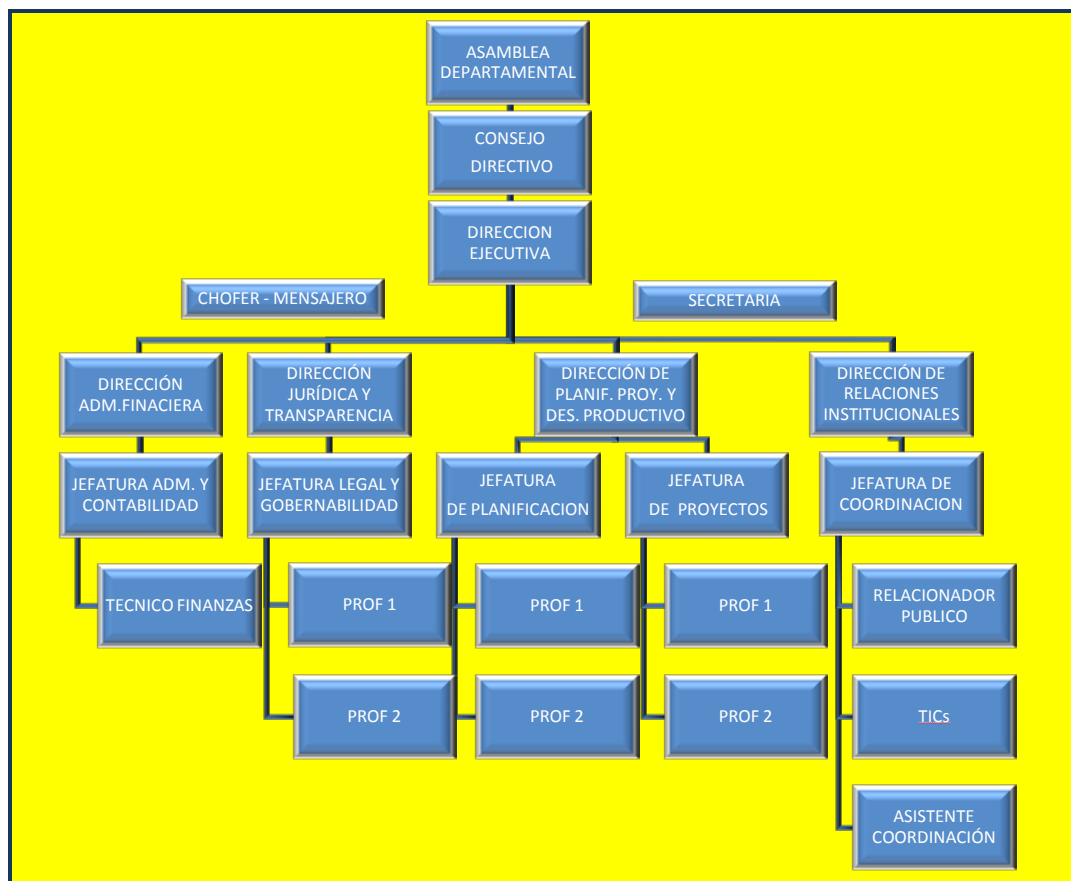 ASAMBLEA
DEPARTAMENTAL
CONSEJO
DIRECTIVO
DIRECCION
EJECUTIVA
CHOFER - MENSAJERO
SECRETARIA
DIRECCIÓN
ADM.FINACIERA
DIRECCIÓN
JURÍDICA Y
TRANSPARENCIA
DIRECCIÓN DE
PLANIF. PROY. Y
DES. PRODUCTIVO
DIRECCIÓN DE
RELACIONES
INSTITUCIONALES
JEFATURA ADM. Y
CONTABILIDAD
JEFATURA LEGAL Y
GOBERNABILIDAD
JEFATURA
DE PLANIFICACION
JEFATURA
DE PROYECTOS
JEFATURA DE
COORDINACION
TECNICO FINANZAS
PROF 1
PROF 1
PROF 1
RELACIONADOR
PUBLICO
PROF 2
PROF 2
PROF 2
TICs
ASISTENTE
COORDINACIÓN